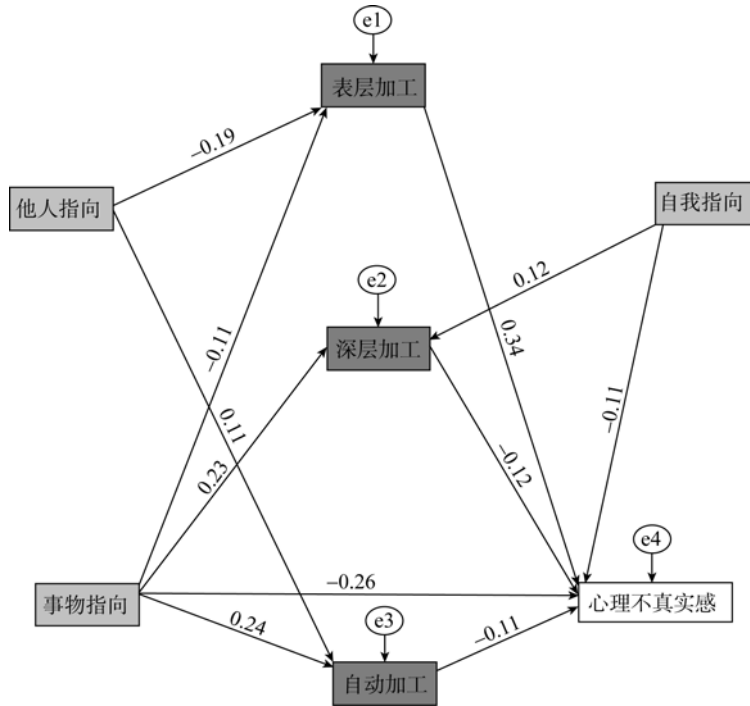 e1
表层加工
−0.19
他人指向
自我指向
e2
0.12
深层加工
−0.11
0.34
−0.11
0.11
0.23
−0.12
e4
事物指向
−0.26
心理不真实感
e3
0.24
−0.11
自动加工